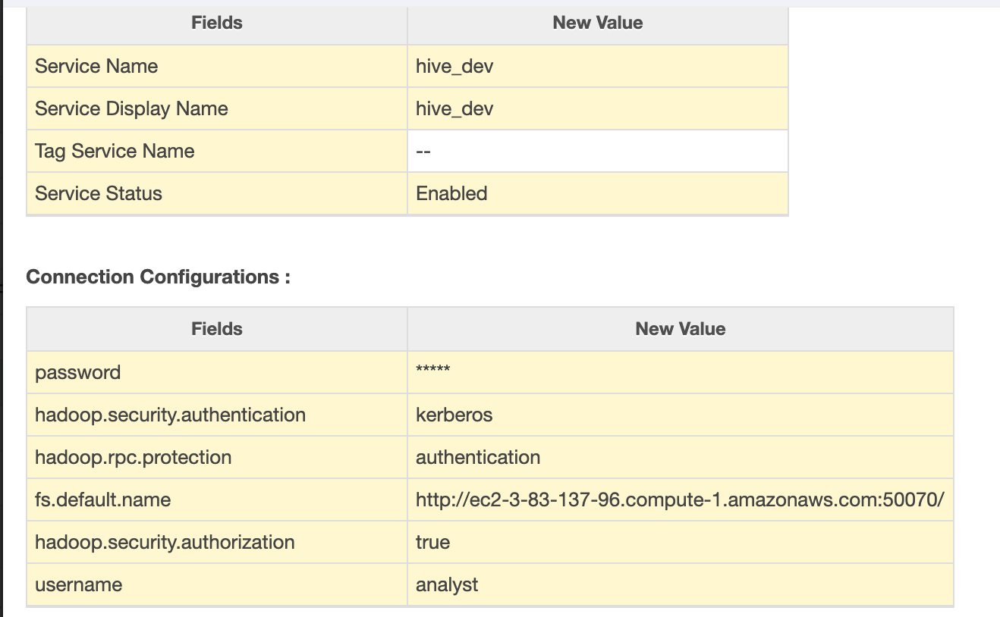 Fields New Value
Service Name hive_dev
Service Display Name hive_dev
Tag Service Name --
Service Status Enabled
Connection Configurations :
Fields New Value
password *****
hadoop.security.authentication kerberos
hadoop.rpc.protection authentication
fs.default.name http://ec2-3-83-137-96.compute-1.amazonaws.com:50070/
hadoop.security.authorization true
username analyst